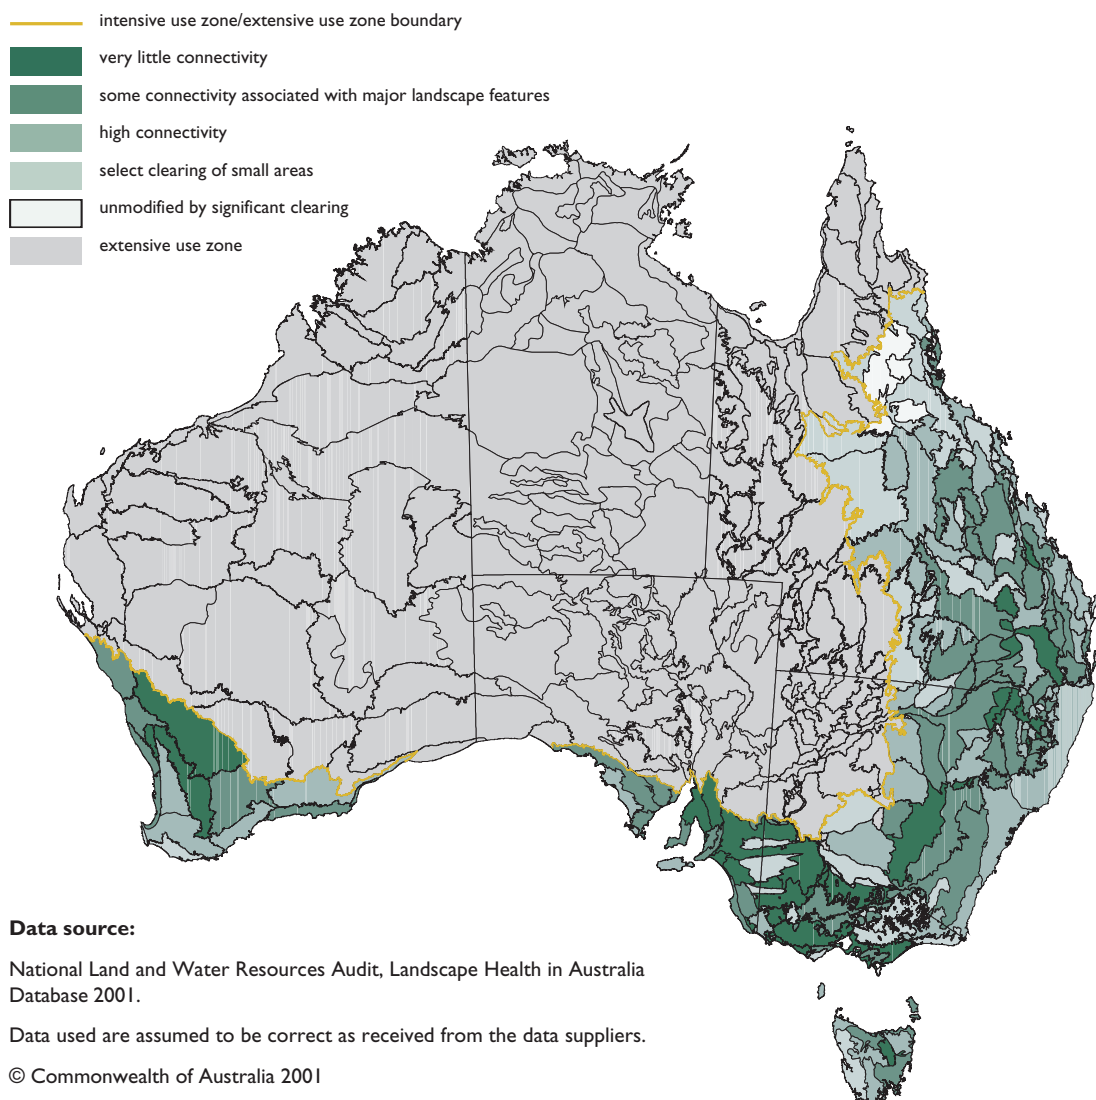 intensive use zone/extensive use zone boundary
very little connectivity
some connectivity associated with major landscape features
high connectivity
select clearing of small areas
unmodified by significant clearing
extensive use zone
Data source:
National Land and Water Resources Audit, Landscape Health in Australia
Database 2001.
Data used are assumed to be correct as received from the data suppliers.
© Commonwealth of Australia 2001